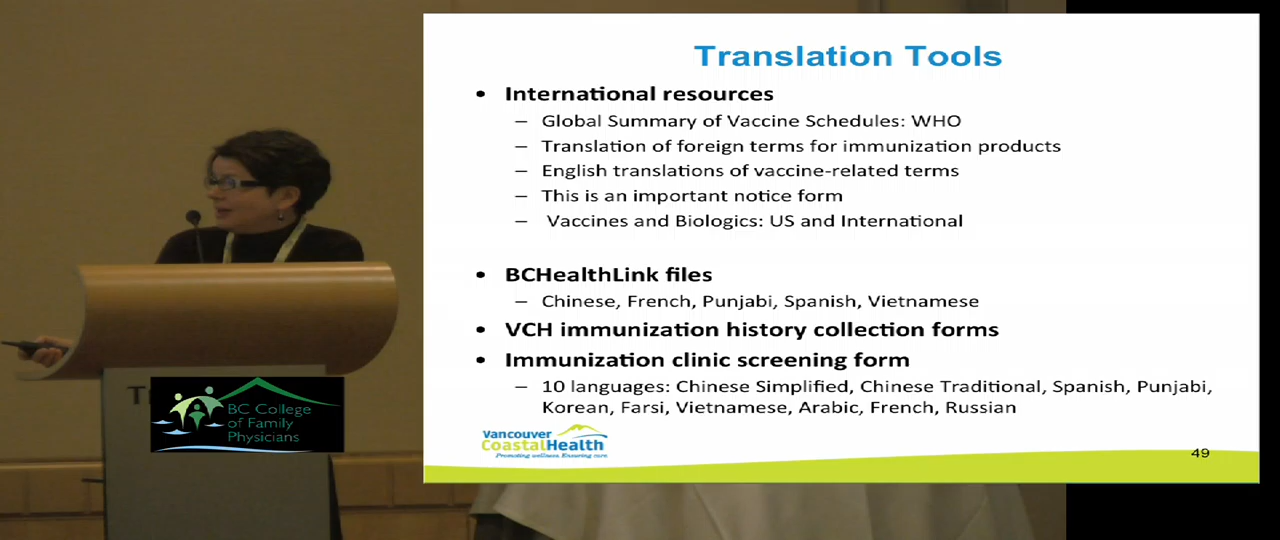 Translation Tools
• International resources
– Global Summary of Vaccine Schedules: WHO
– Translation of foreign terms for immunization products
– English translations of vaccine-related terms
– This is an important notice form
– Vaccines and Biologics: US and International
• BCHealthLink files
– Chinese, French, Punjabi, Spanish, Vietnamese
• VCH immunization history collection forms
• Immunization clinic screening form
– 10 languages: Chinese Simplified, Chinese Traditional, Spanish, Punjabi,
Korean, Farsi, Vietnamese, Arabic, French, Russian
Vancouver
CoastalHealth
Promoting wellness. Ensuring care.
49
BC College
of Family
Physicians